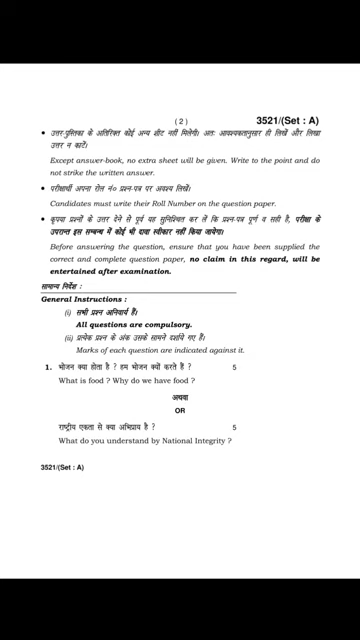 ( 2 ) 3521/(Set : A)
• उत्तर-पुस्तिका के अतिरिक्त कोई अन्य शीट नहीं मिलेगी। अतः आवश्यकतानुसार ही लिखें और लिखा
उत्तर न काटें।
Except answer-book, no extra sheet will be given. Write to the point and do
not strike the written answer.
• परीक्षार्थी अपना रोल नं० प्रश्न-पत्र पर अवश्य लिखें।
Candidates must write their Roll Number on the question paper.
• कृपया प्रश्नों के उत्तर देने से पूर्व यह सुनिश्चित कर लें कि प्रश्न-पत्र पूर्ण व सही है, परीक्षा के
उपरान्त इस सम्बन्ध में कोई भी दावा स्वीकार नहीं किया जायेगा।
Before answering the question, ensure that you have been supplied the
correct and complete question paper, no claim in this regard, will be
entertained after examination.
सामान्य निर्देश :
General Instructions :
(i) सभी प्रश्न अनिवार्य हैं।
All questions are compulsory.
(ii) प्रत्येक प्रश्न के अंक उसके सामने दर्शाये गए हैं।
Marks of each question are indicated against it.
1. भोजन क्या होता है ? हम भोजन क्यों करते हैं ? 5
What is food ? Why do we have food ?
अथवा
OR
राष्ट्रीय एकता से क्या अभिप्राय है ? 5
What do you understand by National Integrity ?
3521/(Set : A)